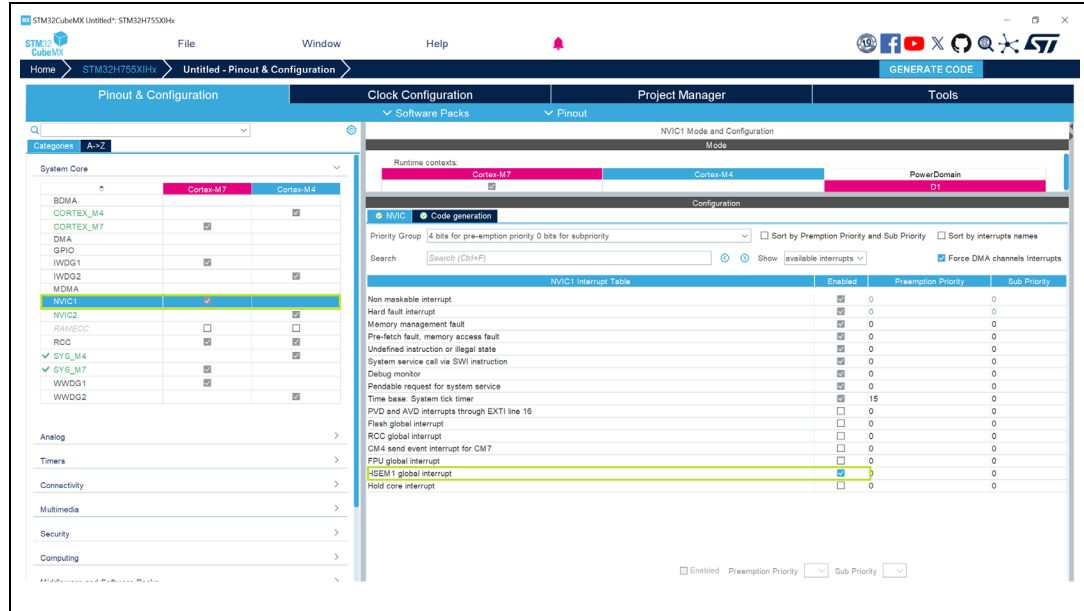 MX STM32CubeMX Untitled*: STM32H755XIHx
STM32 CubeMX
File Window Help
19
Home STM32H755XIHx Untitled - Pinout & Configuration GENERATE CODE
Pinout & Configuration Clock Configuration Project Manager Tools
Software Packs Pinout
Categories A->Z
System Core
Cortex-M7 Cortex-M4
BDMA
CORTEX_M4
CORTEX_M7
DMA
GPIO
IWDG1
IWDG2
MDMA
NVIC1
NVIC2
RAMECC
RCC
SYS_M4
SYS_M7
WWDG1
WWDG2
Analog
Timers
Connectivity
Multimedia
Security
Computing
NVIC1 Mode and Configuration
Mode
Runtime contexts:
Cortex-M7 Cortex-M4 PowerDomain
D1
Configuration
NVIC Code generation
Priority Group 4 bits for pre-emption priority 0 bits for subpriority Sort by Premption Priority and Sub Priority Sort by interrupts names
Search Search (Ctrl+F) Show available interrupts Force DMA channels Interrupts
NVIC1 Interrupt Table Enabled Preemption Priority Sub Priority
Non maskable interrupt 0 0
Hard fault interrupt 0 0
Memory management fault 0 0
Pre-fetch fault, memory access fault 0 0
Undefined instruction or illegal state 0 0
System service call via SWI instruction 0 0
Debug monitor 0 0
Pendable request for system service 0 0
Time base: System tick timer 15 0
PVD and AVD interrupts through EXTI line 16 0 0
Flash global interrupt 0 0
RCC global interrupt 0 0
CM4 send event interrupt for CM7 0 0
FPU global interrupt 0 0
HSEM1 global interrupt 0 0
Hold core interrupt 0 0
Enabled Preemption Priority Sub Priority